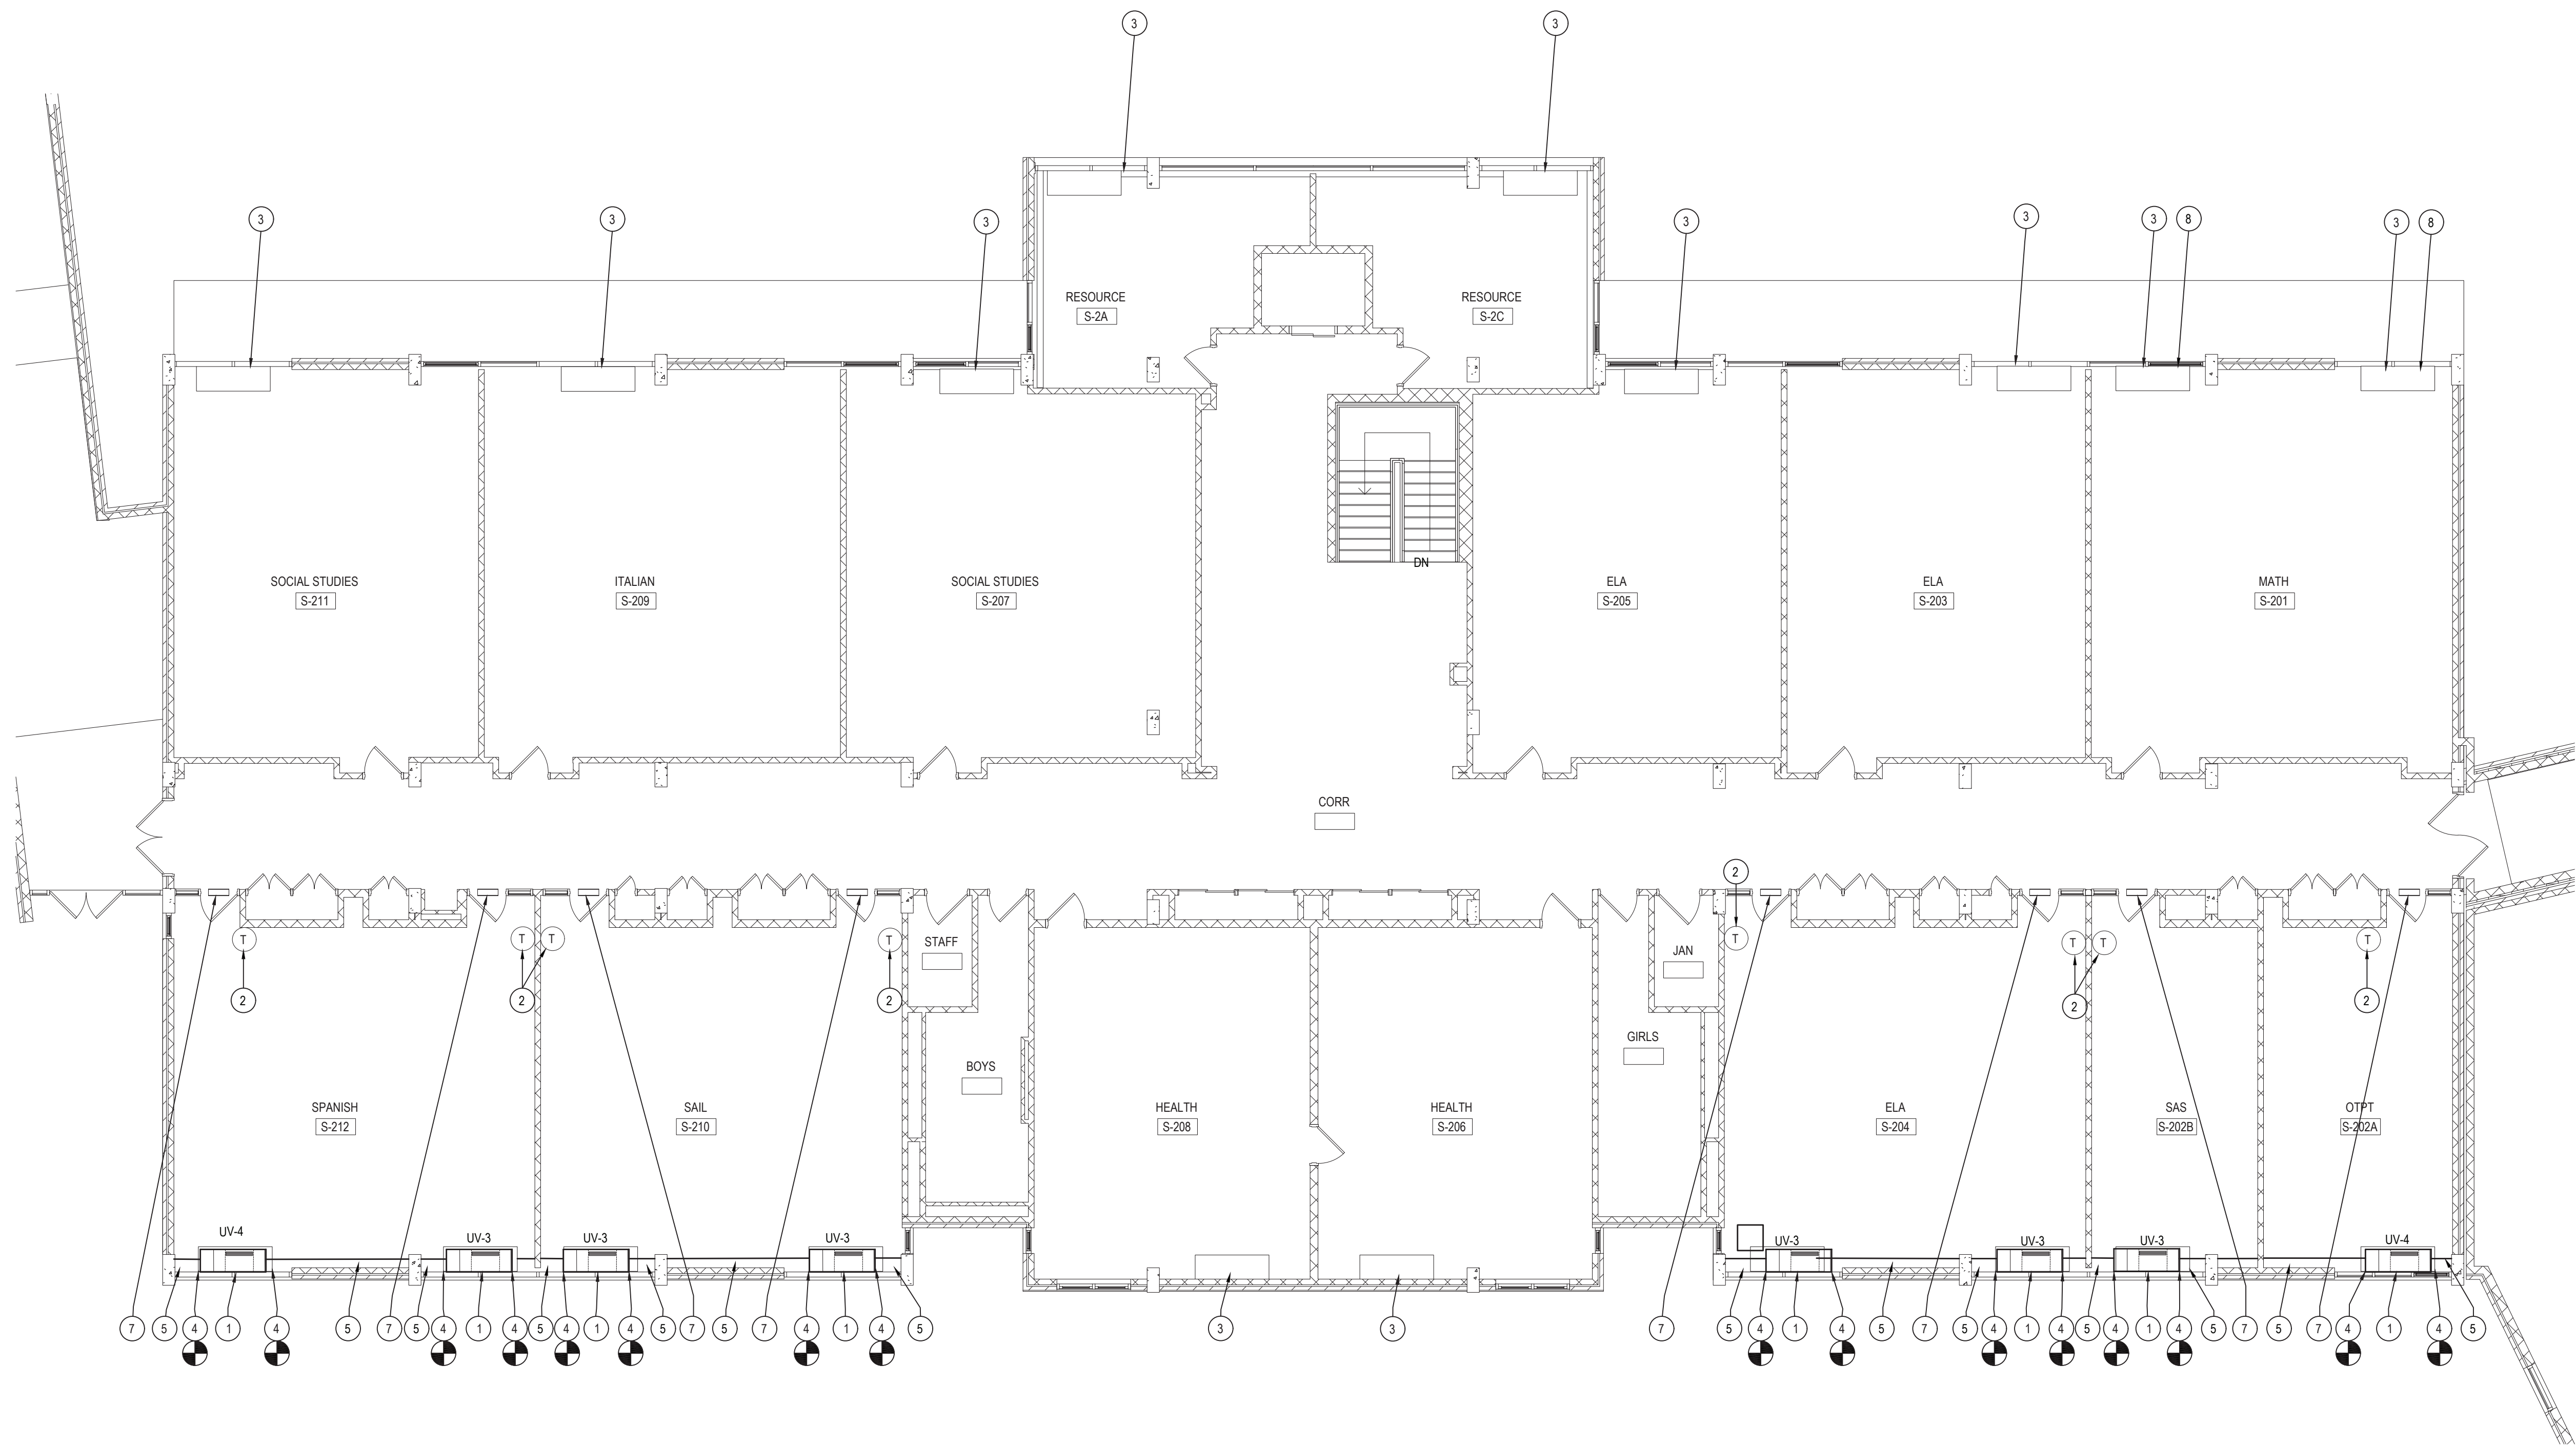 3 3
3 3 3 3 3 3 8 3 8
RESOURCE
S-2A
RESOURCE
S-2C
DN
SOCIAL STUDIES
S-211
ITALIAN
S-209
SOCIAL STUDIES
S-207
ELA
S-205
ELA
S-203
MATH
S-201
CORR
2
T T T T T T T T
2 2 2 2 2
STAFF
JAN
BOYS
GIRLS
SPANISH
S-212
SAIL
S-210
HEALTH
S-208
HEALTH
S-206
ELA
S-204
SAS
S-202B
OTPT
S-202A
UV-4 UV-3 UV-3 UV-3 UV-3 UV-3 UV-3 UV-4
7 5 4 1 4 5 7 5 4 1 4 5 4 1 4 5 7 5 7 4 1 4 5 3 3 7 5 4 1 4 5 7 5 4 1 4 5 4 1 4 5 7 5 7 4 1 4 5